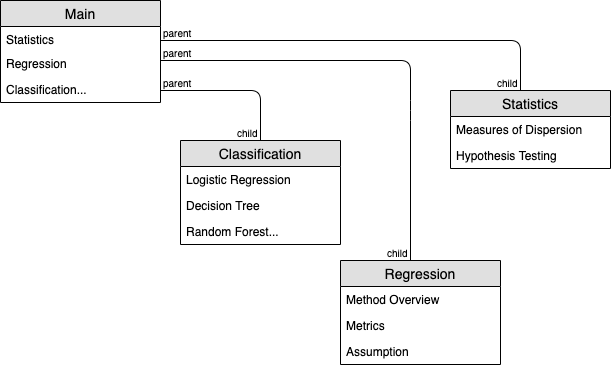 Main
Statistics
Regression
Classification...
parent
parent
parent
child
Statistics
Measures of Dispersion
Hypothesis Testing
child
Classification
Logistic Regression
Decision Tree
Random Forest...
child
Regression
Method Overview
Metrics
Assumption